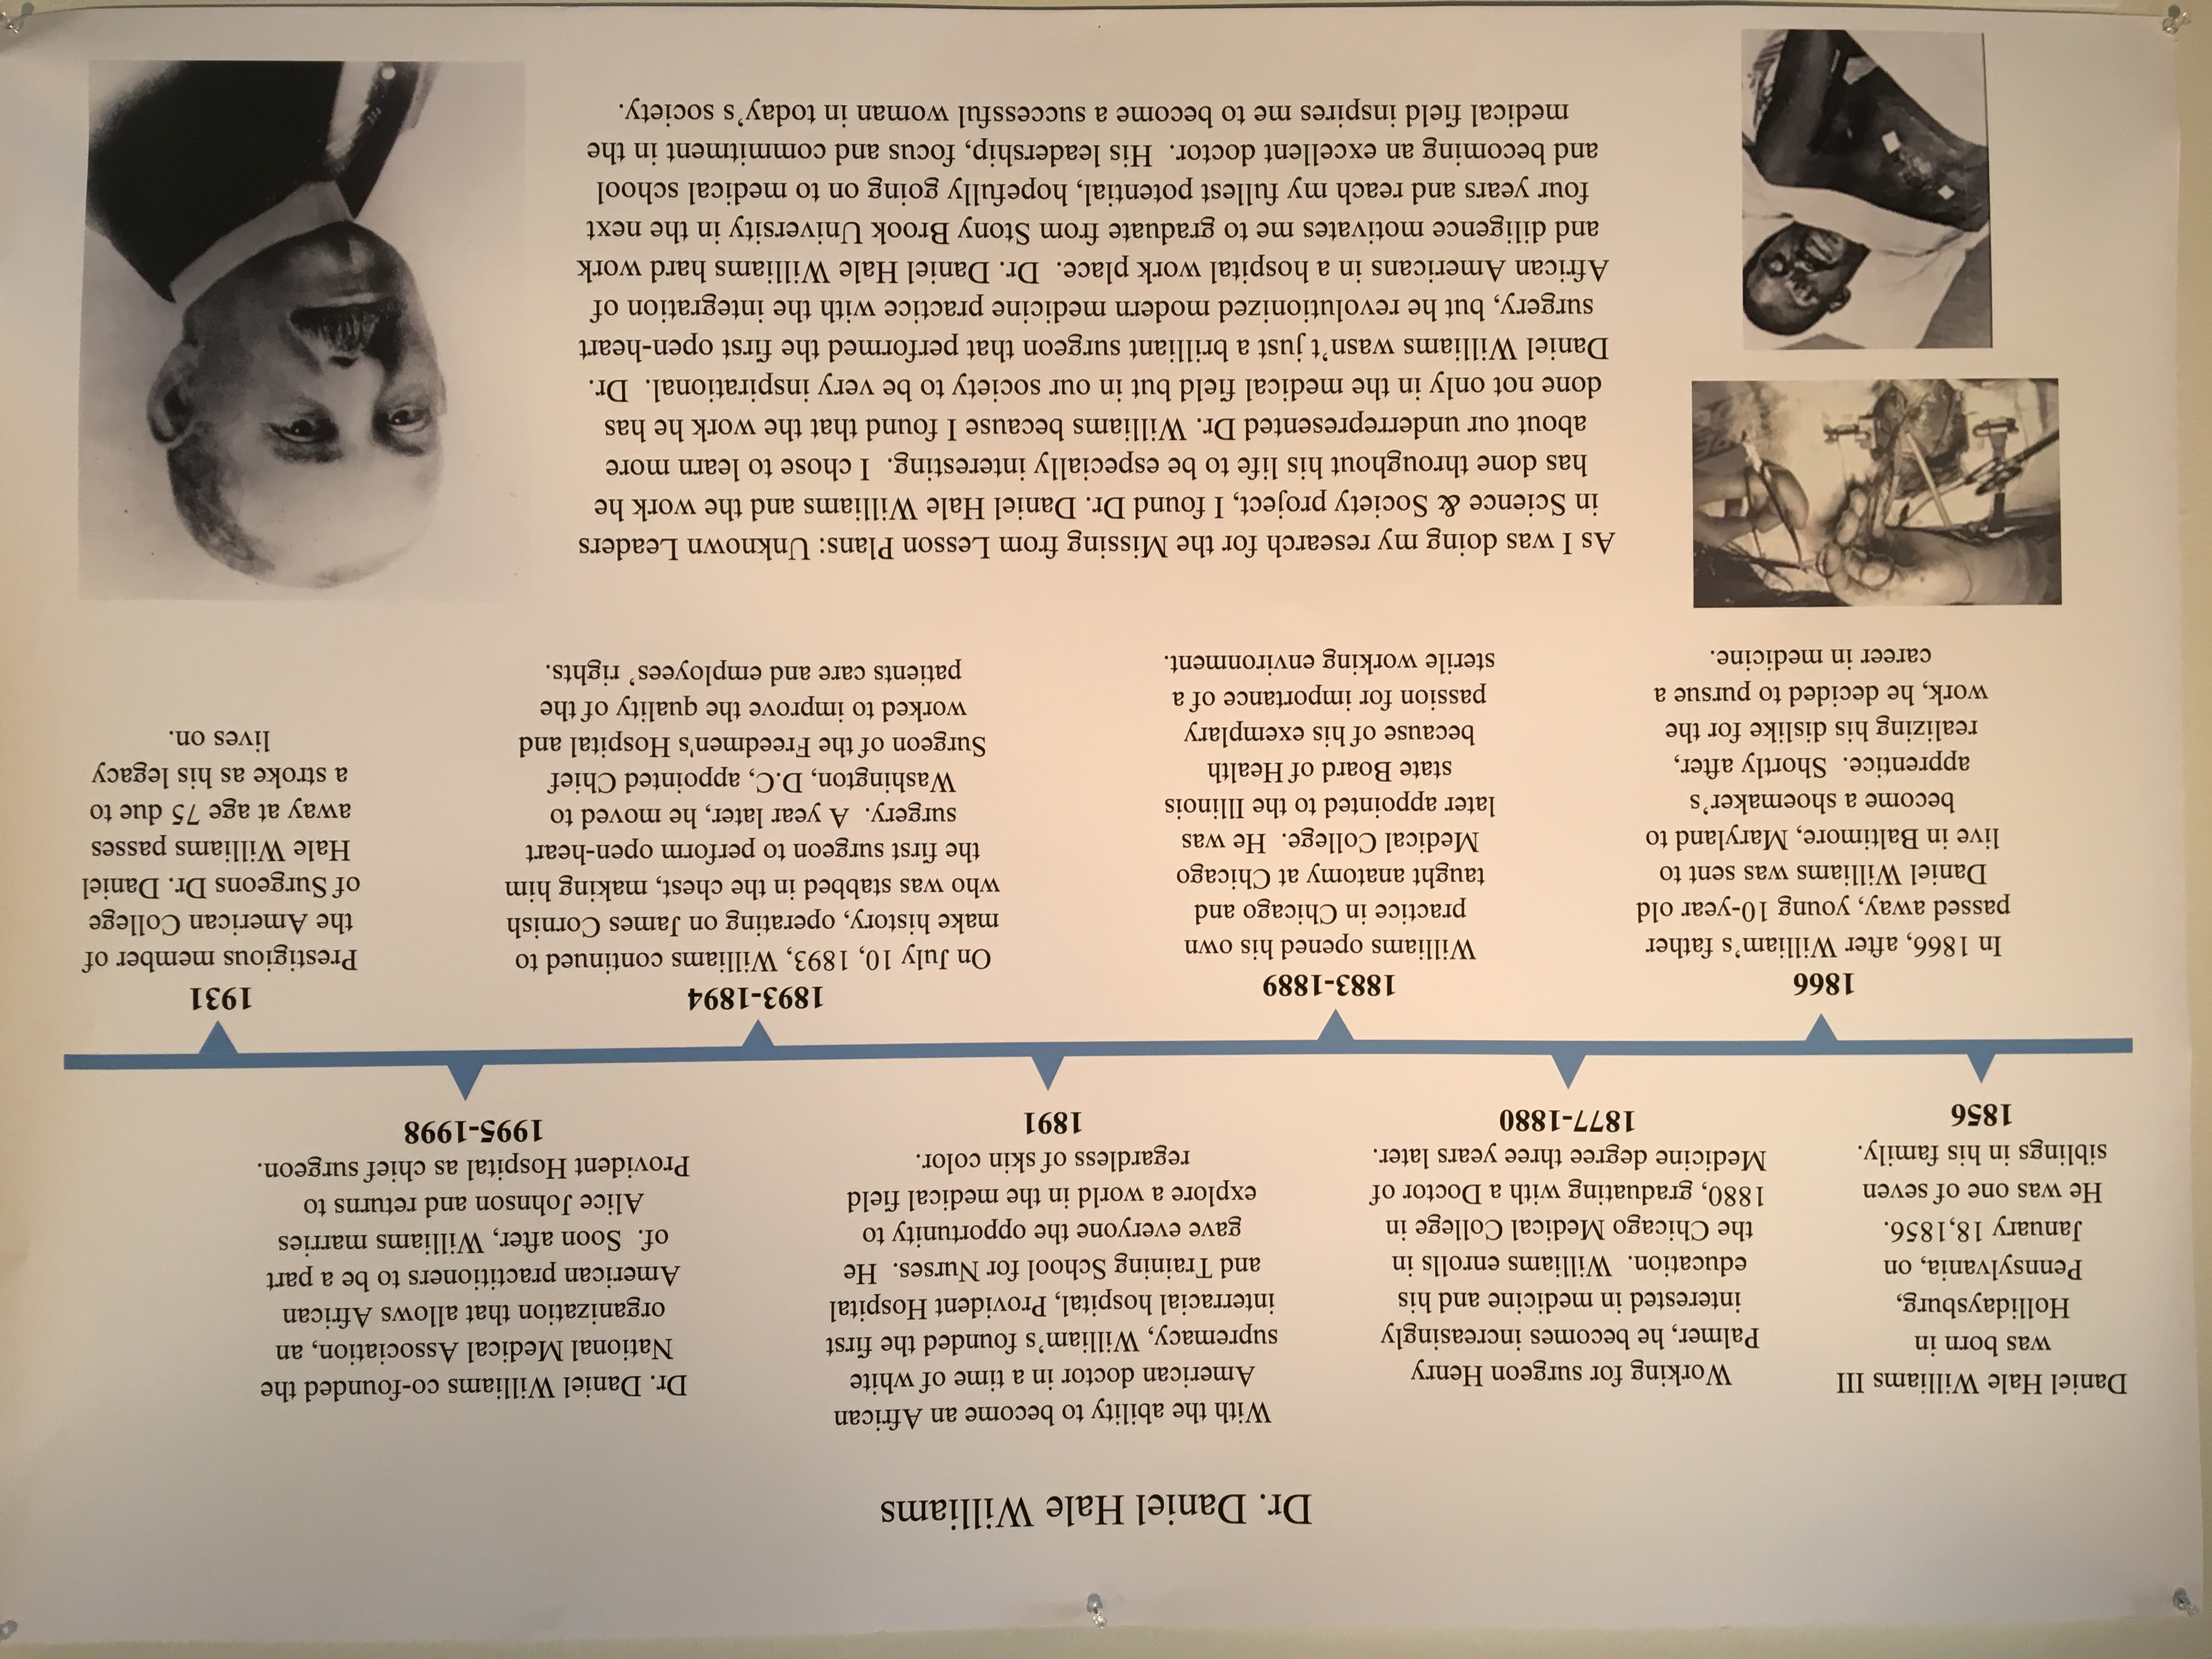 Dr. Daniel Hale Williams
Daniel Hale Williams III
was born in
Hollidaysburg,
Pennsylvania, on
January 18,1856.
He was one of seven
siblings in his family.
1856
Working for surgeon Henry
Palmer, he becomes increasingly
interested in medicine and his
education. Williams enrolls in
the Chicago Medical College in
1880, graduating with a Doctor of
Medicine degree three years later.
1877-1880
With the ability to become an African
American doctor in a time of white
supremacy, William's founded the first
interracial hospital, Provident Hospital
and Training School for Nurses. He
gave everyone the opportunity to
explore a world in the medical field
regardless of skin color.
1891
Dr. Daniel Williams co-founded the
National Medical Association, an
organization that allows African
American practitioners to be a part
of. Soon after, Williams marries
Alice Johnson and returns to
Provident Hospital as chief surgeon.
1995-1998
1866
In 1866, after William's father
passed away, young 10-year old
Daniel Williams was sent to
live in Baltimore, Maryland to
become a shoemaker's
apprentice. Shortly after,
realizing his dislike for the
work, he decided to pursue a
career in medicine.
1883-1889
Williams opened his own
practice in Chicago and
taught anatomy at Chicago
Medical College. He was
later appointed to the Illinois
state Board of Health
because of his exemplary
passion for importance of a
sterile working environment.
1893-1894
On July 10, 1893, Williams continued to
make history, operating on James Cornish
who was stabbed in the chest, making him
the first surgeon to perform open-heart
surgery. A year later, he moved to
Washington, D.C, appointed Chief
Surgeon of the Freedmen's Hospital and
worked to improve the quality of the
patients care and employees' rights.
1931
Prestigious member of
the American College
of Surgeons Dr. Daniel
Hale Williams passes
away at age 75 due to
a stroke as his legacy
lives on.
As I was doing my research for the Missing from Lesson Plans: Unknown Leaders
in Science & Society project, I found Dr. Daniel Hale Williams and the work he
has done throughout his life to be especially interesting. I chose to learn more
about our underrepresented Dr. Williams because I found that the work he has
done not only in the medical field but in our society to be very inspirational. Dr.
Daniel Williams wasn't just a brilliant surgeon that performed the first open-heart
surgery, but he revolutionized modern medicine practice with the integration of
African Americans in a hospital work place. Dr. Daniel Hale Williams hard work
and diligence motivates me to graduate from Stony Brook University in the next
four years and reach my fullest potential, hopefully going on to medical school
and becoming an excellent doctor. His leadership, focus and commitment in the
medical field inspires me to become a successful woman in today's society.